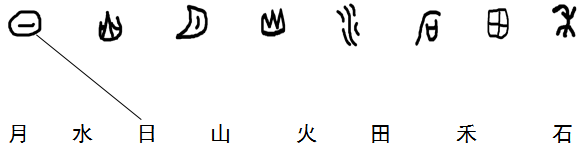 月 水 日 山 火 田 禾 石